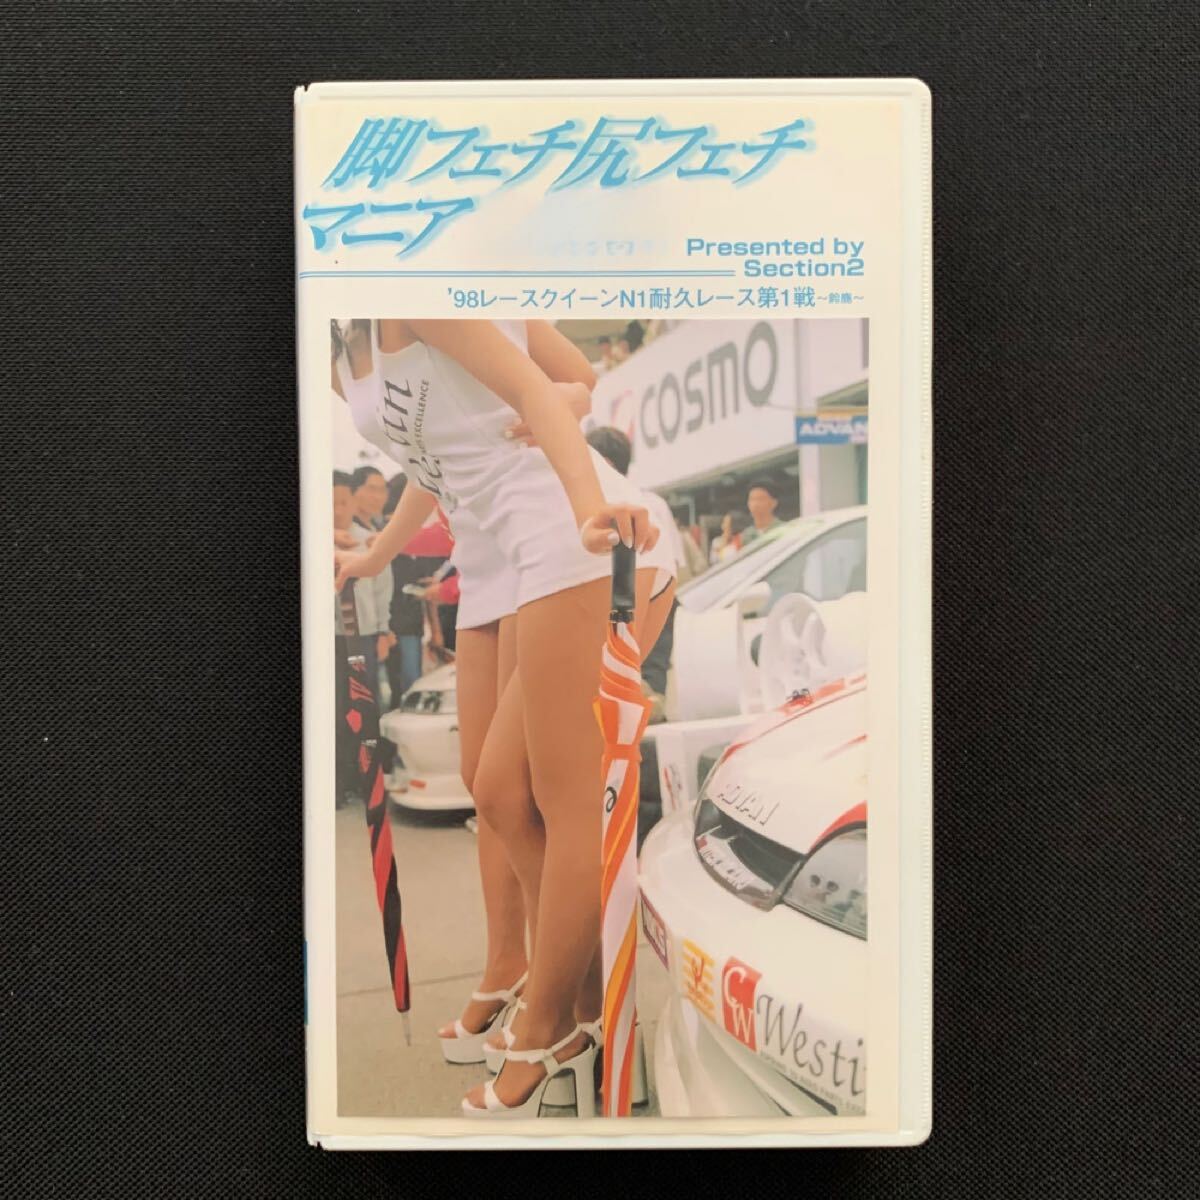 脚フェチ尻フェチ
マニア
Presented by
Section2
'98レースクイーンN1耐久レース第1戦～鈴鹿～
COSMO
ADVAN
EXCELLENCE
CW Westi